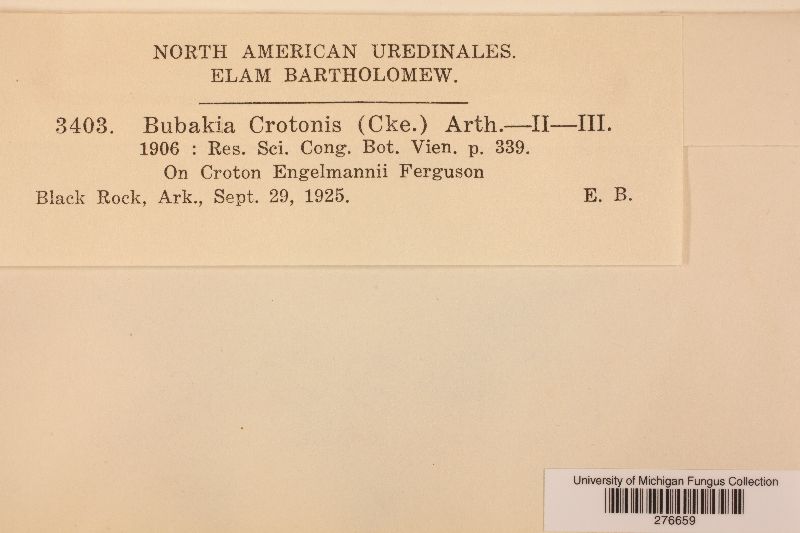 NORTH AMERICAN UREDINALES.
ELAM BARTHOLOMEW.
3403. Bubakia Crotonis (Cke.) Arth.—II—III.
1906 : Res. Sci. Cong. Bot. Vien. p. 339.
On Croton Engelmannii Ferguson
Black Rock, Ark., Sept. 29, 1925. E. B.
University of Michigan Fungus Collection
276659